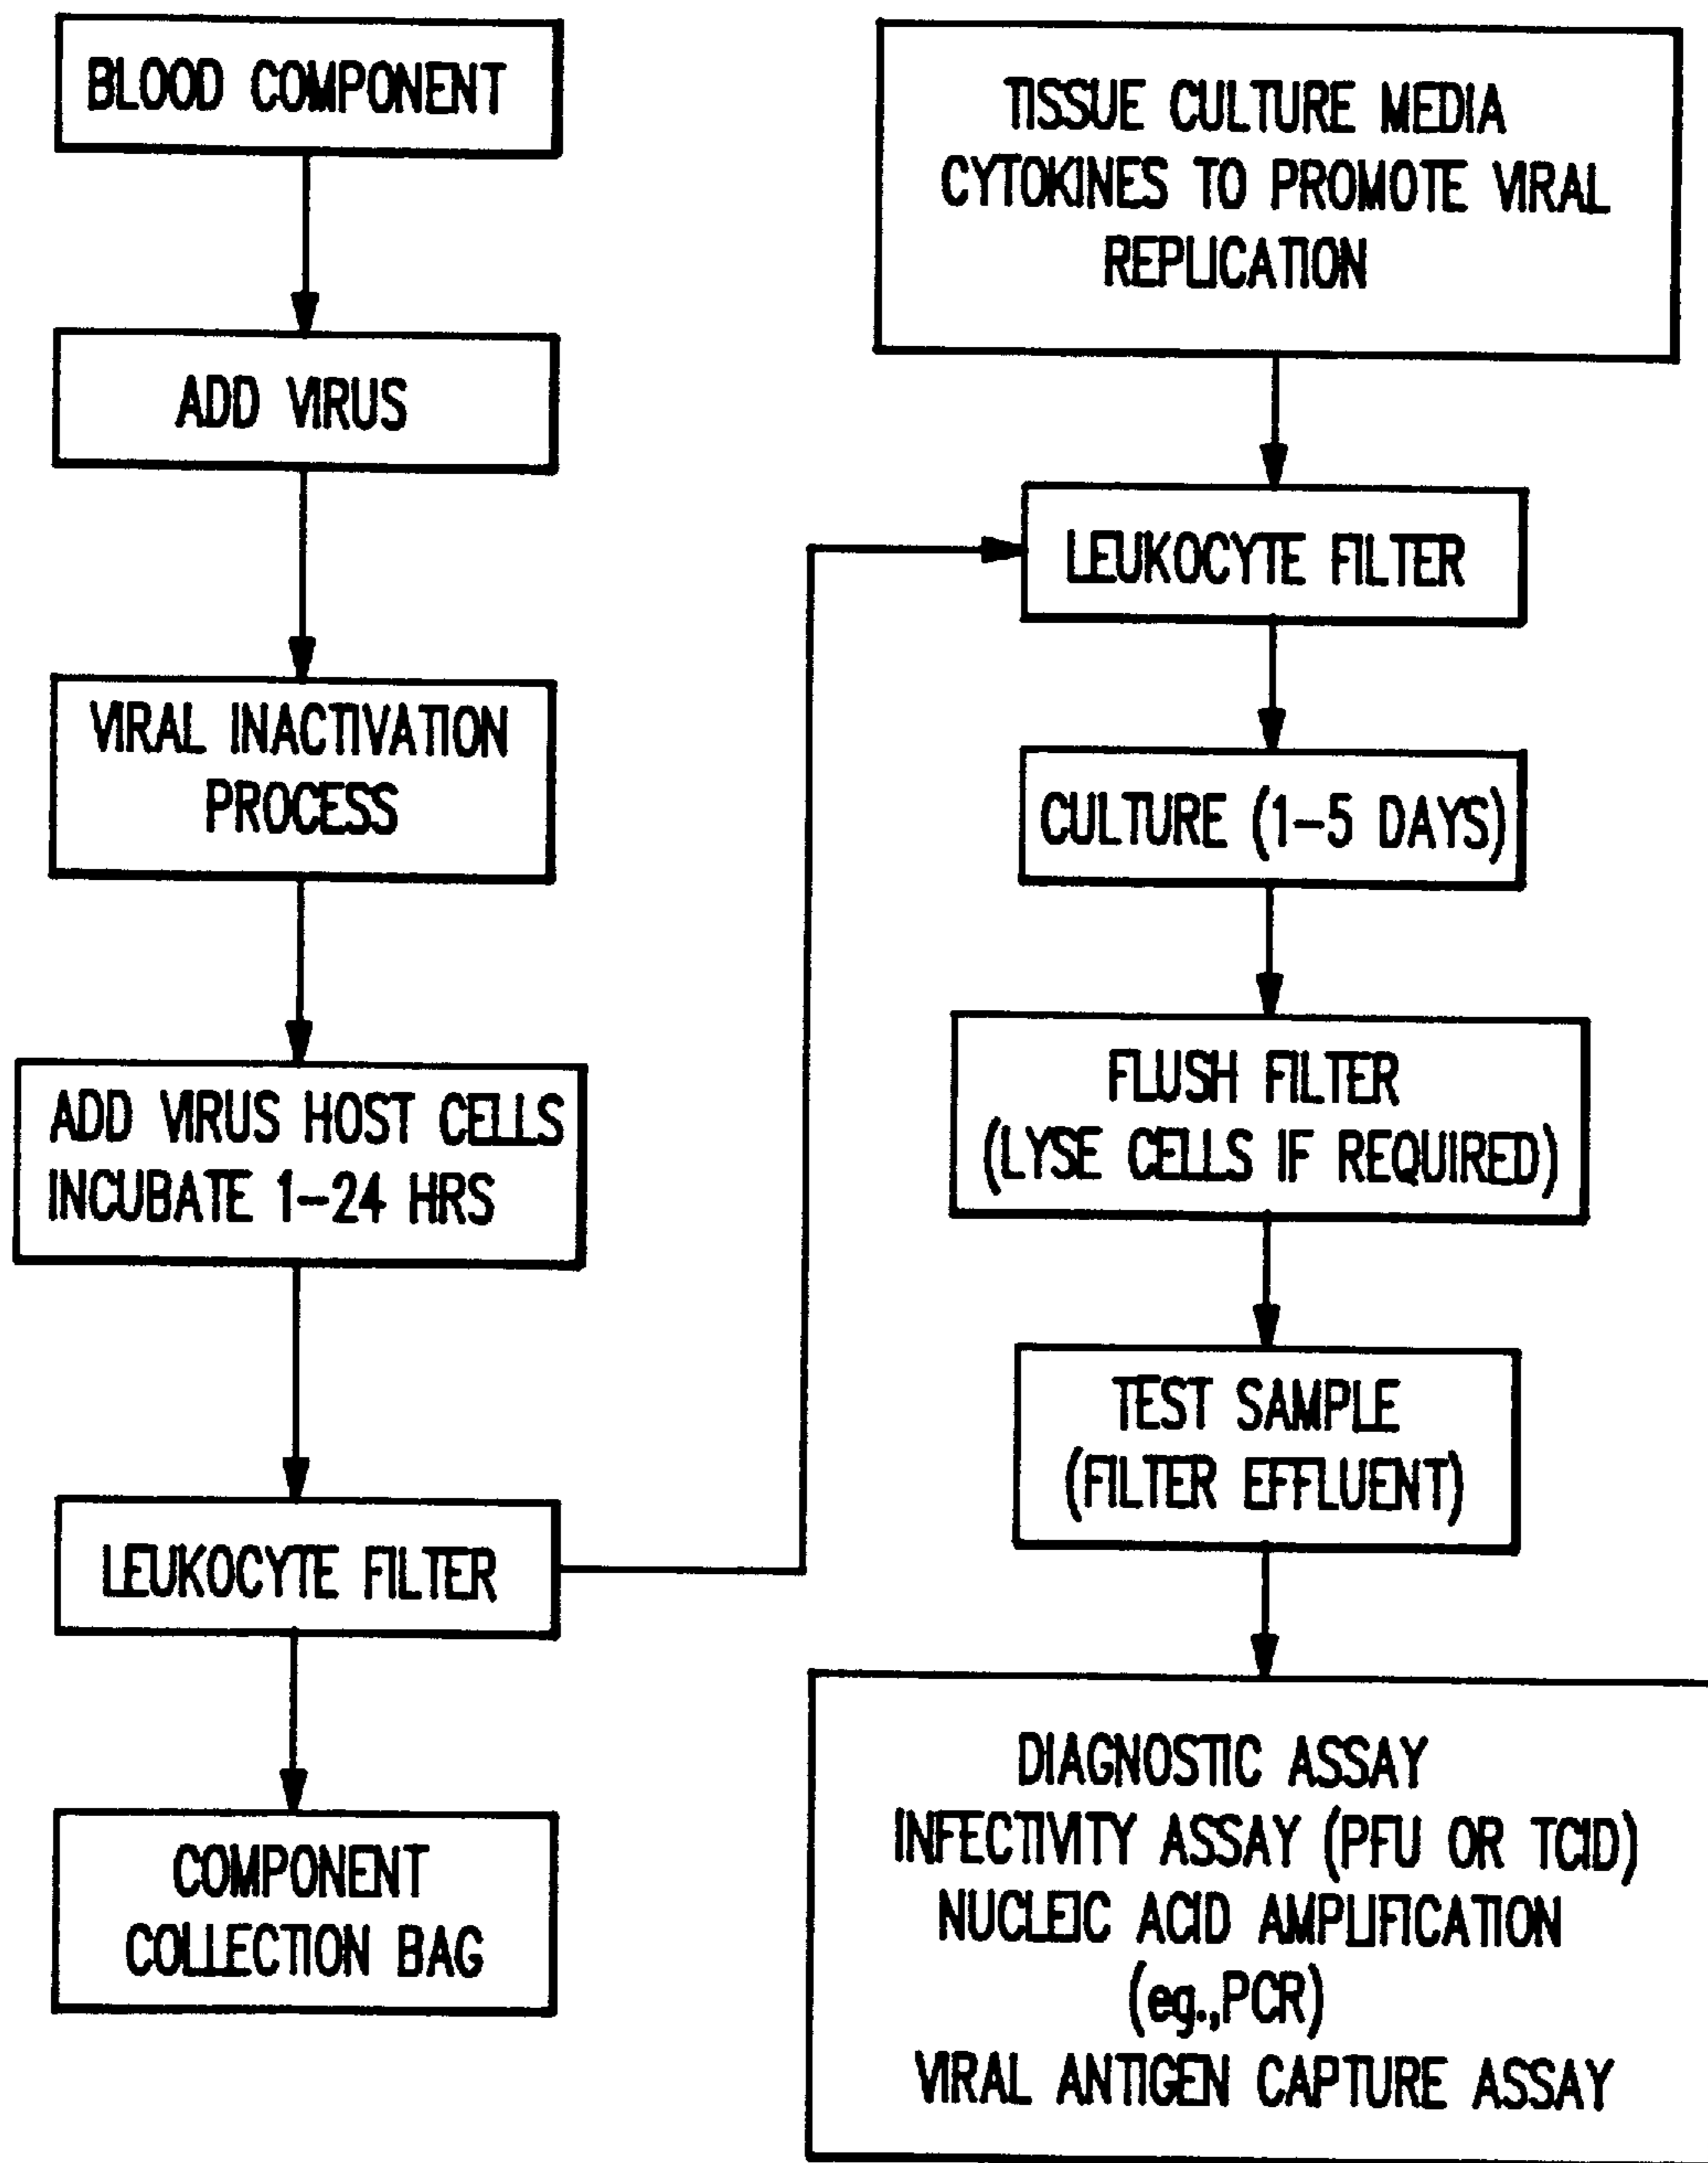 BLOOD COMPONENT
ADD VIRUS
VIRAL INACTIVATION
PROCESS
ADD VIRUS HOST CELLS
INCUBATE 1-24 HRS
LEUKOCYTE FILTER
COMPONENT
COLLECTION BAG
TISSUE CULTURE MEDIA
CYTOKINES TO PROMOTE VIRAL
REPLICATION
LEUKOCYTE FILTER
CULTURE (1-5 DAYS)
FLUSH FILTER
(LYSE CELLS IF REQUIRED)
TEST SAMPLE
(FILTER EFFLUENT)
DIAGNOSTIC ASSAY
INFECTIVITY ASSAY (PFU OR TCID)
NUCLEIC ACID AMPLIFICATION
(eg.,PCR)
VIRAL ANTIGEN CAPTURE ASSAY